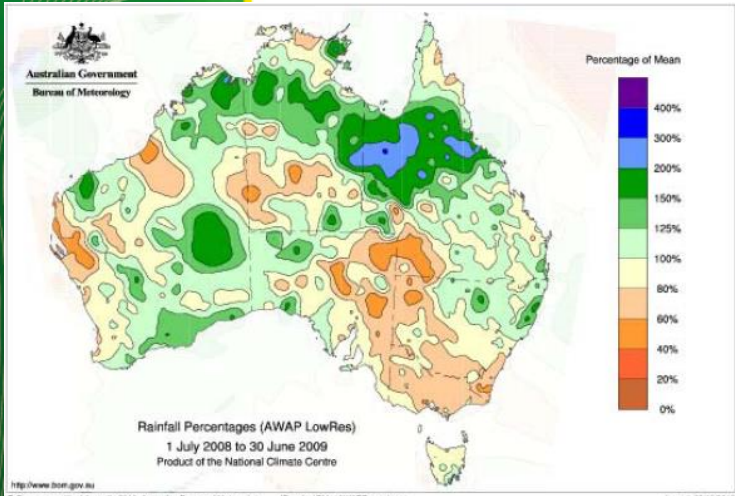 Australian Government
Bureau of Meteorology
Percentage of Mean
400%
300%
200%
150%
125%
100%
80%
60%
40%
20%
0%
Rainfall Percentages (AWAP LowRes)
1 July 2008 to 30 June 2009
Product of the National Climate Centre
http://www.bom.gov.au